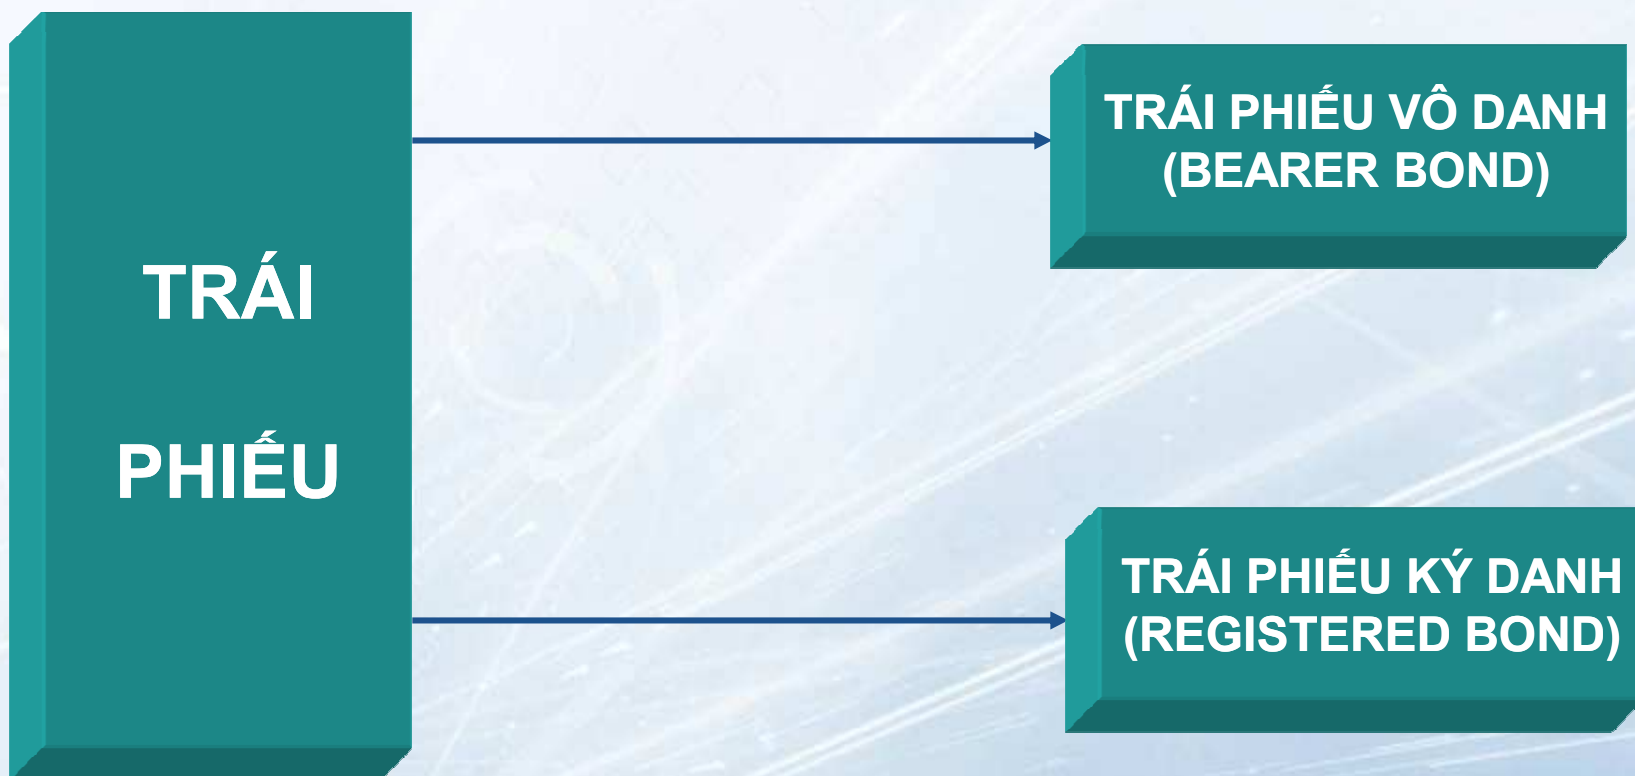 TRÁI
PHIẾU
TRÁI PHIẾU VÔ DANH
(BEARER BOND)
TRÁI PHIẾU KÝ DANH
(REGISTERED BOND)